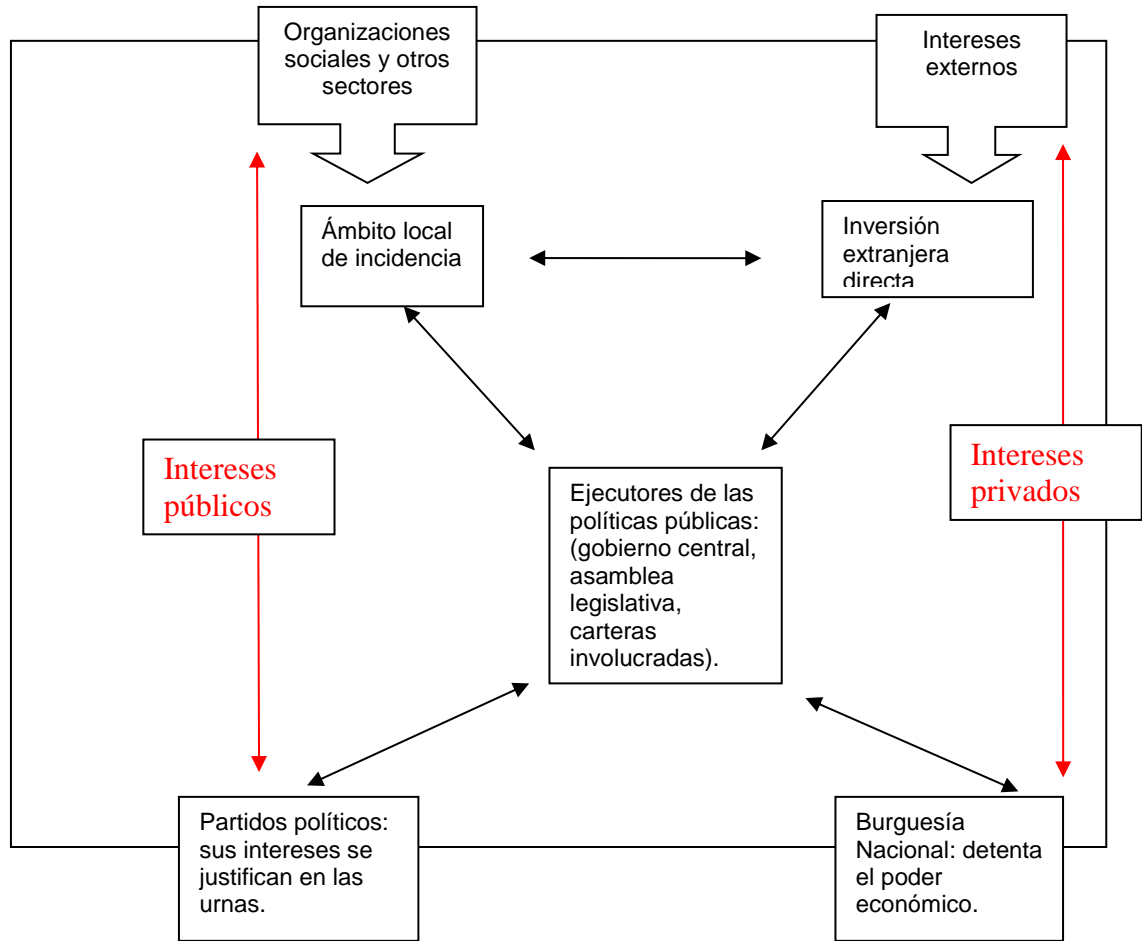 Organizaciones
sociales y otros
sectores
Intereses
externos
Ámbito local
de incidencia
Inversión
extranjera
directa
Intereses
públicos
Ejecutores de las
políticas públicas:
(gobierno central,
asamblea
legislativa,
carteras
involucradas).
Intereses
privados
Partidos políticos:
sus intereses se
justifican en las
urnas.
Burguesía
Nacional: detenta
el poder
económico.